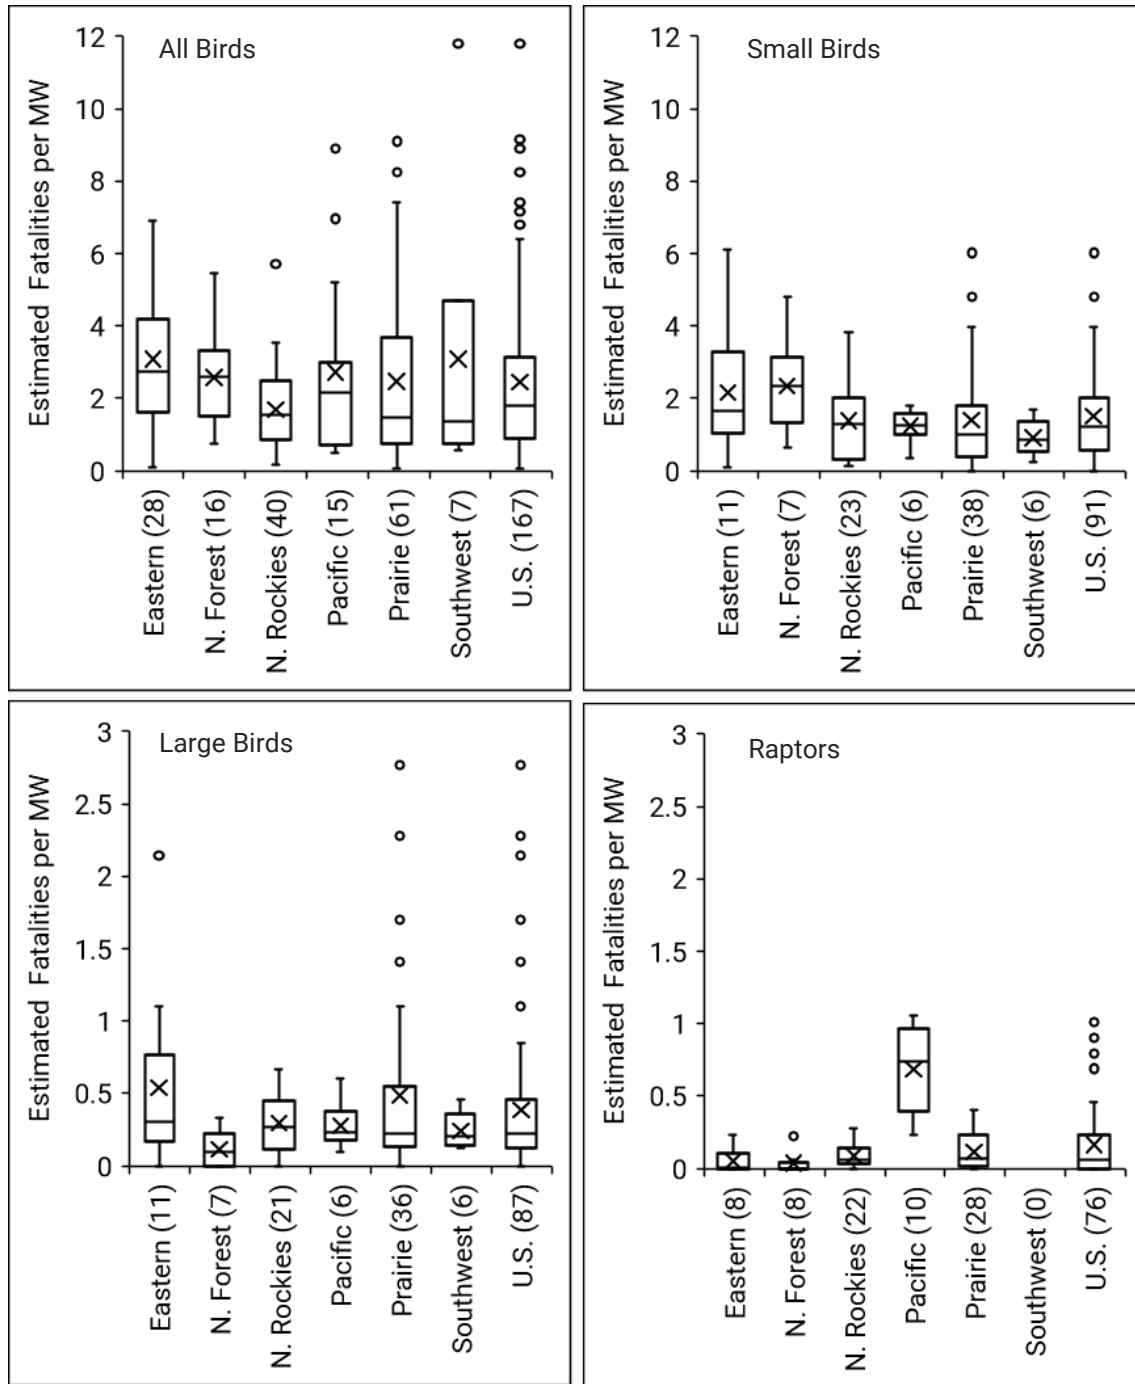 All Birds
Estimated Fatalities per MW
12
10
8
6
4
2
0
Eastern (28)
N. Forest (16)
N. Rockies (40)
Pacific (15)
Prairie (61)
Southwest (7)
U.S. (167)
Small Birds
Estimated Fatalities per MW
12
10
8
6
4
2
0
Eastern (11)
N. Forest (7)
N. Rockies (23)
Pacific (6)
Prairie (38)
Southwest (6)
U.S. (91)
Large Birds
Estimated Fatalities per MW
3
2.5
2
1.5
1
0.5
0
Eastern (11)
N. Forest (7)
N. Rockies (21)
Pacific (6)
Prairie (36)
Southwest (6)
U.S. (87)
Raptors
Estimated Fatalities per MW
3
2.5
2
1.5
1
0.5
0
Eastern (8)
N. Forest (8)
N. Rockies (22)
Pacific (10)
Prairie (28)
Southwest (0)
U.S. (76)